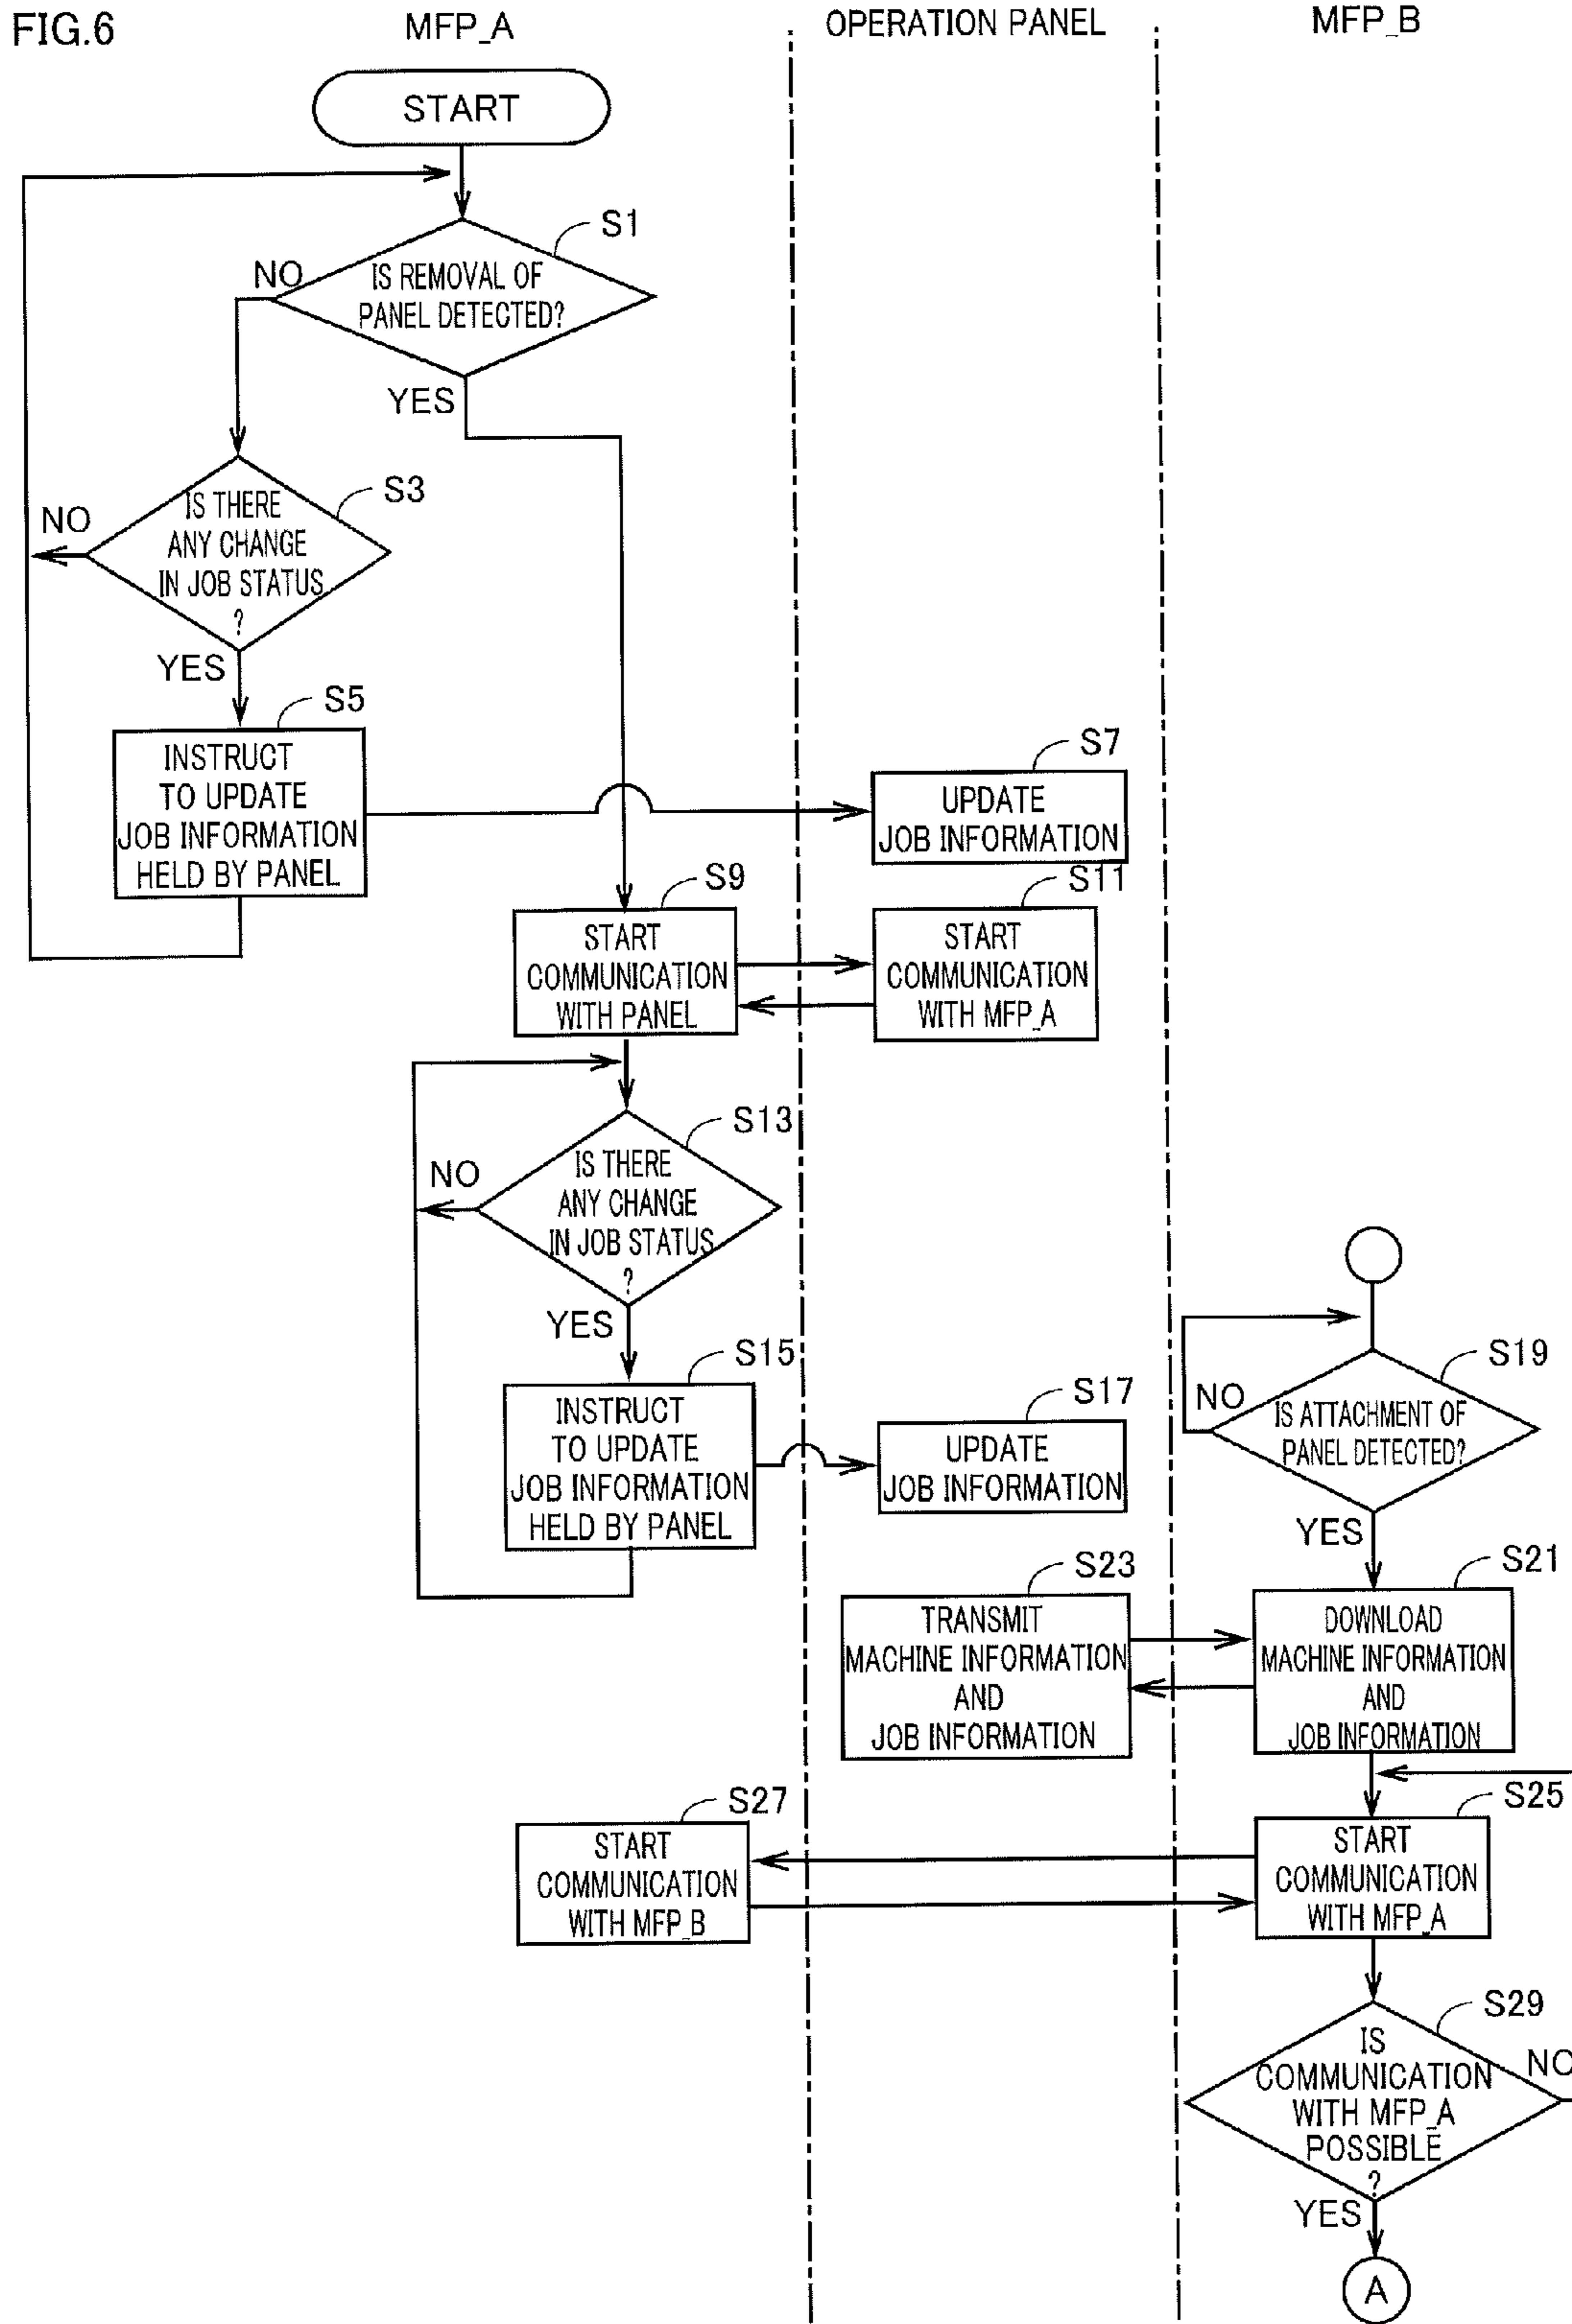 FIG.6
MFP_A
OPERATION PANEL
MFP_B
START
S1
IS REMOVAL OF
PANEL DETECTED?
NO
YES
S3
IS THERE
ANY CHANGE
IN JOB STATUS
?
NO
YES
S5
INSTRUCT
TO UPDATE
JOB INFORMATION
HELD BY PANEL
S7
UPDATE
JOB INFORMATION
S9
START
COMMUNICATION
WITH PANEL
S11
START
COMMUNICATION
WITH MFP_A
S13
IS THERE
ANY CHANGE
IN JOB STATUS
?
NO
YES
S15
INSTRUCT
TO UPDATE
JOB INFORMATION
HELD BY PANEL
S17
UPDATE
JOB INFORMATION
S19
IS ATTACHMENT OF
PANEL DETECTED?
NO
YES
S21
DOWNLOAD
MACHINE INFORMATION
AND
JOB INFORMATION
S23
TRANSMIT
MACHINE INFORMATION
AND
JOB INFORMATION
S25
START
COMMUNICATION
WITH MFP_A
S27
START
COMMUNICATION
WITH MFP_B
S29
IS
COMMUNICATION
WITH MFP_A
POSSIBLE
?
NO
YES
A